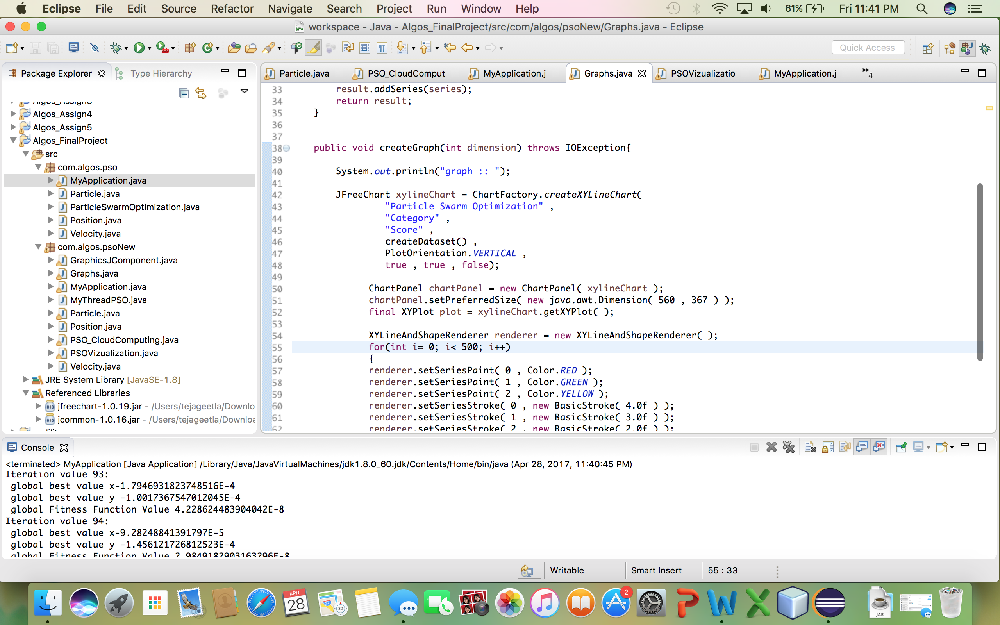 Eclipse File Edit Source Refactor Navigate Search Project Run Window Help 61% Fri 11:41 PM
workspace - Java - Algos_FinalProject/src/com/algos/psoNew/Graphs.java - Eclipse
Quick Access
Package Explorer Type Hierarchy
Algos_Assign3
Algos_Assign4
Algos_Assign5
Algos_FinalProject
src
com.algos.pso
MyApplication.java
Particle.java
ParticleSwarmOptimization.java
Position.java
Velocity.java
com.algos.psoNew
GraphicsJComponent.java
Graphs.java
MyApplication.java
MyThreadPSO.java
Particle.java
Position.java
PSO_CloudComputing.java
PSOVizualization.java
Velocity.java
JRE System Library [JavaSE-1.8]
Referenced Libraries
jfreechart-1.0.19.jar - /Users/tejageetla/Downlo
jcommon-1.0.16.jar - /Users/tejageetla/Downloa
Particle.java PSO_CloudComput MyApplication.j Graphs.java PSOVizualizatio MyApplication.j »4
33 result.addSeries(series);
34 return result;
35 }
36
37
38 public void createGraph(int dimension) throws IOException{
39
40 System.out.println("graph :: ");
41
42 JFreeChart xylineChart = ChartFactory.createXYLineChart(
43 "Particle Swarm Optimization" ,
44 "Category" ,
45 "Score" ,
46 createDataset() ,
47 PlotOrientation.VERTICAL ,
48 true , true , false);
49
50 ChartPanel chartPanel = new ChartPanel( xylineChart );
51 chartPanel.setPreferredSize( new java.awt.Dimension( 560 , 367 ) );
52 final XYPlot plot = xylineChart.getXYPlot( );
53
54 XYLineAndShapeRenderer renderer = new XYLineAndShapeRenderer( );
55 for(int i= 0; i< 500; i++)
56 {
57 renderer.setSeriesPaint( 0 , Color.RED );
58 renderer.setSeriesPaint( 1 , Color.GREEN );
59 renderer.setSeriesPaint( 2 , Color.YELLOW );
60 renderer.setSeriesStroke( 0 , new BasicStroke( 4.0f ) );
61 renderer.setSeriesStroke( 1 , new BasicStroke( 3.0f ) );
62 renderer.setSeriesStroke( 2 , new BasicStroke( 2.0f ) );
Console
<terminated> MyApplication [Java Application] /Library/Java/JavaVirtualMachines/jdk1.8.0_60.jdk/Contents/Home/bin/java (Apr 28, 2017, 11:40:45 PM)
Iteration value 93:
global best value x-1.7946931823748516E-4
global best value y -1.0017367547012045E-4
global Fitness Function Value 4.228624483904042E-8
Iteration value 94:
global best value x-9.28248841391797E-5
global best value y -1.456121726812523E-4
global Fitness Function Value 2.9849182903163296E-8
Writable Smart Insert 55 : 33
APR
28
280
3D
2
JAR